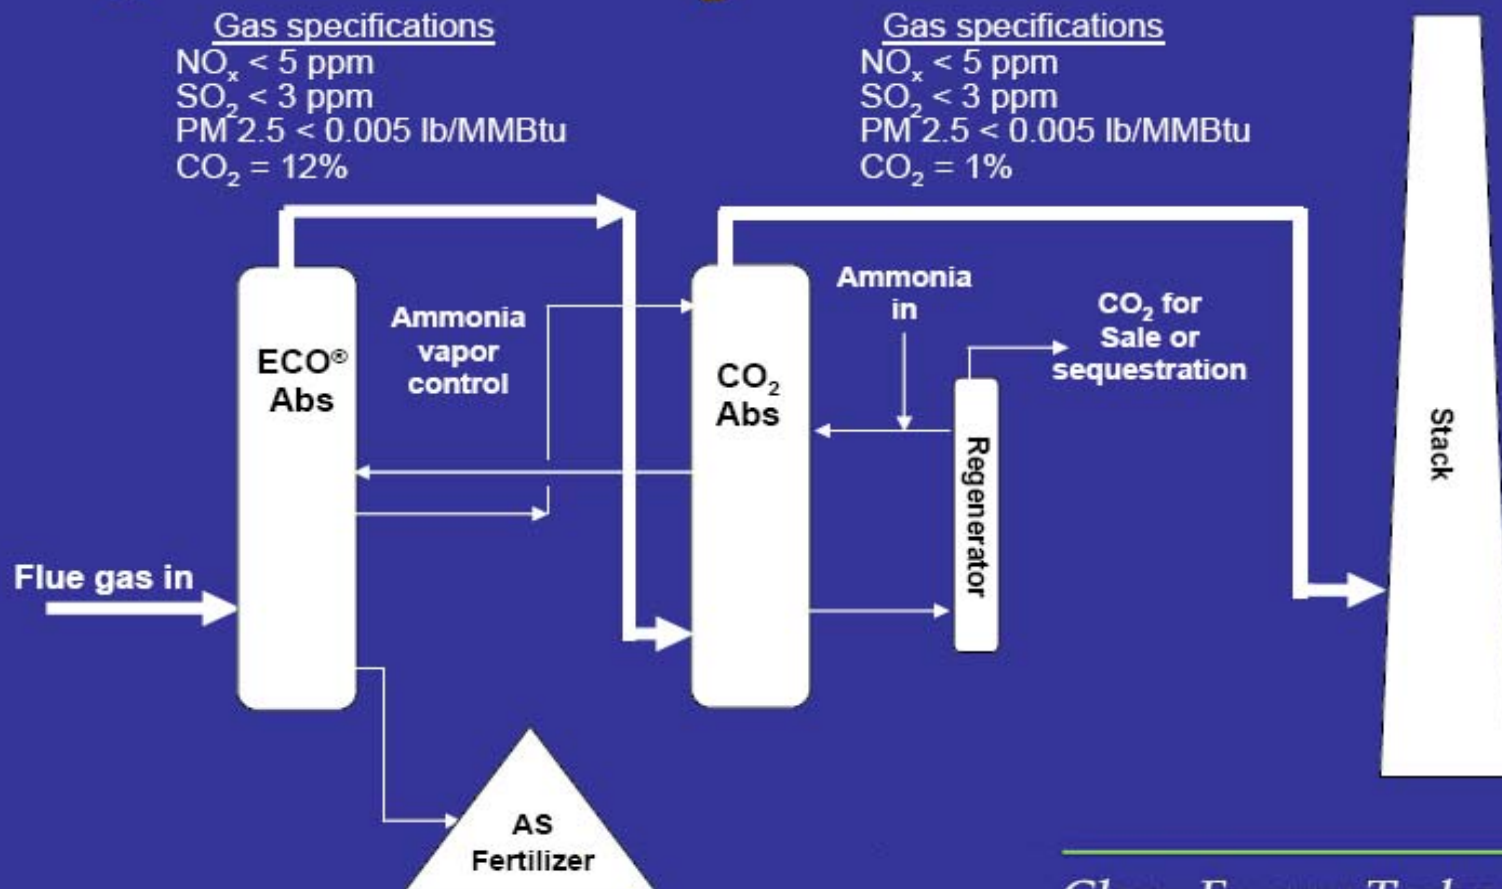 Gas specifications
NOₓ < 5 ppm
SO₂ < 3 ppm
PM 2.5 < 0.005 lb/MMBtu
CO₂ = 12%
Gas specifications
NOₓ < 5 ppm
SO₂ < 3 ppm
PM 2.5 < 0.005 lb/MMBtu
CO₂ = 1%
ECO®
Abs
Ammonia
vapor
control
CO₂
Abs
Ammonia
in
CO₂ for
Sale or
sequestration
Regenerator
Stack
Flue gas in
AS
Fertilizer